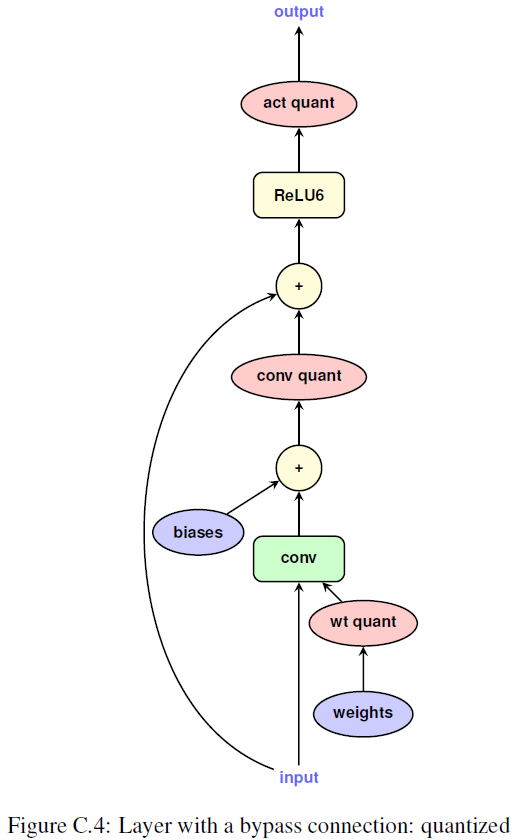 output
act quant
ReLU6
+
conv quant
+
biases
conv
wt quant
weights
input
Figure C.4: Layer with a bypass connection: quantized